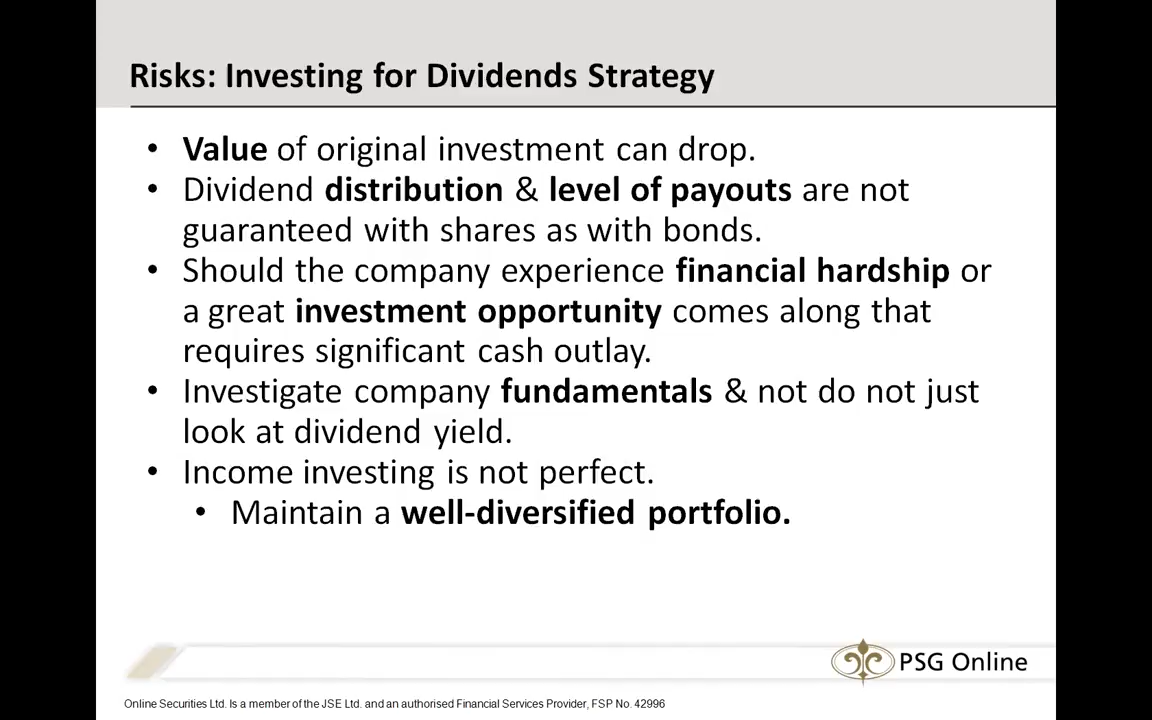 Risks: Investing for Dividends Strategy
• Value of original investment can drop.
• Dividend distribution & level of payouts are not
guaranteed with shares as with bonds.
• Should the company experience financial hardship or
a great investment opportunity comes along that
requires significant cash outlay.
• Investigate company fundamentals & not do not just
look at dividend yield.
• Income investing is not perfect.
• Maintain a well-diversified portfolio.
PSG Online
Online Securities Ltd. Is a member of the JSE Ltd. and an authorised Financial Services Provider, FSP No. 42996